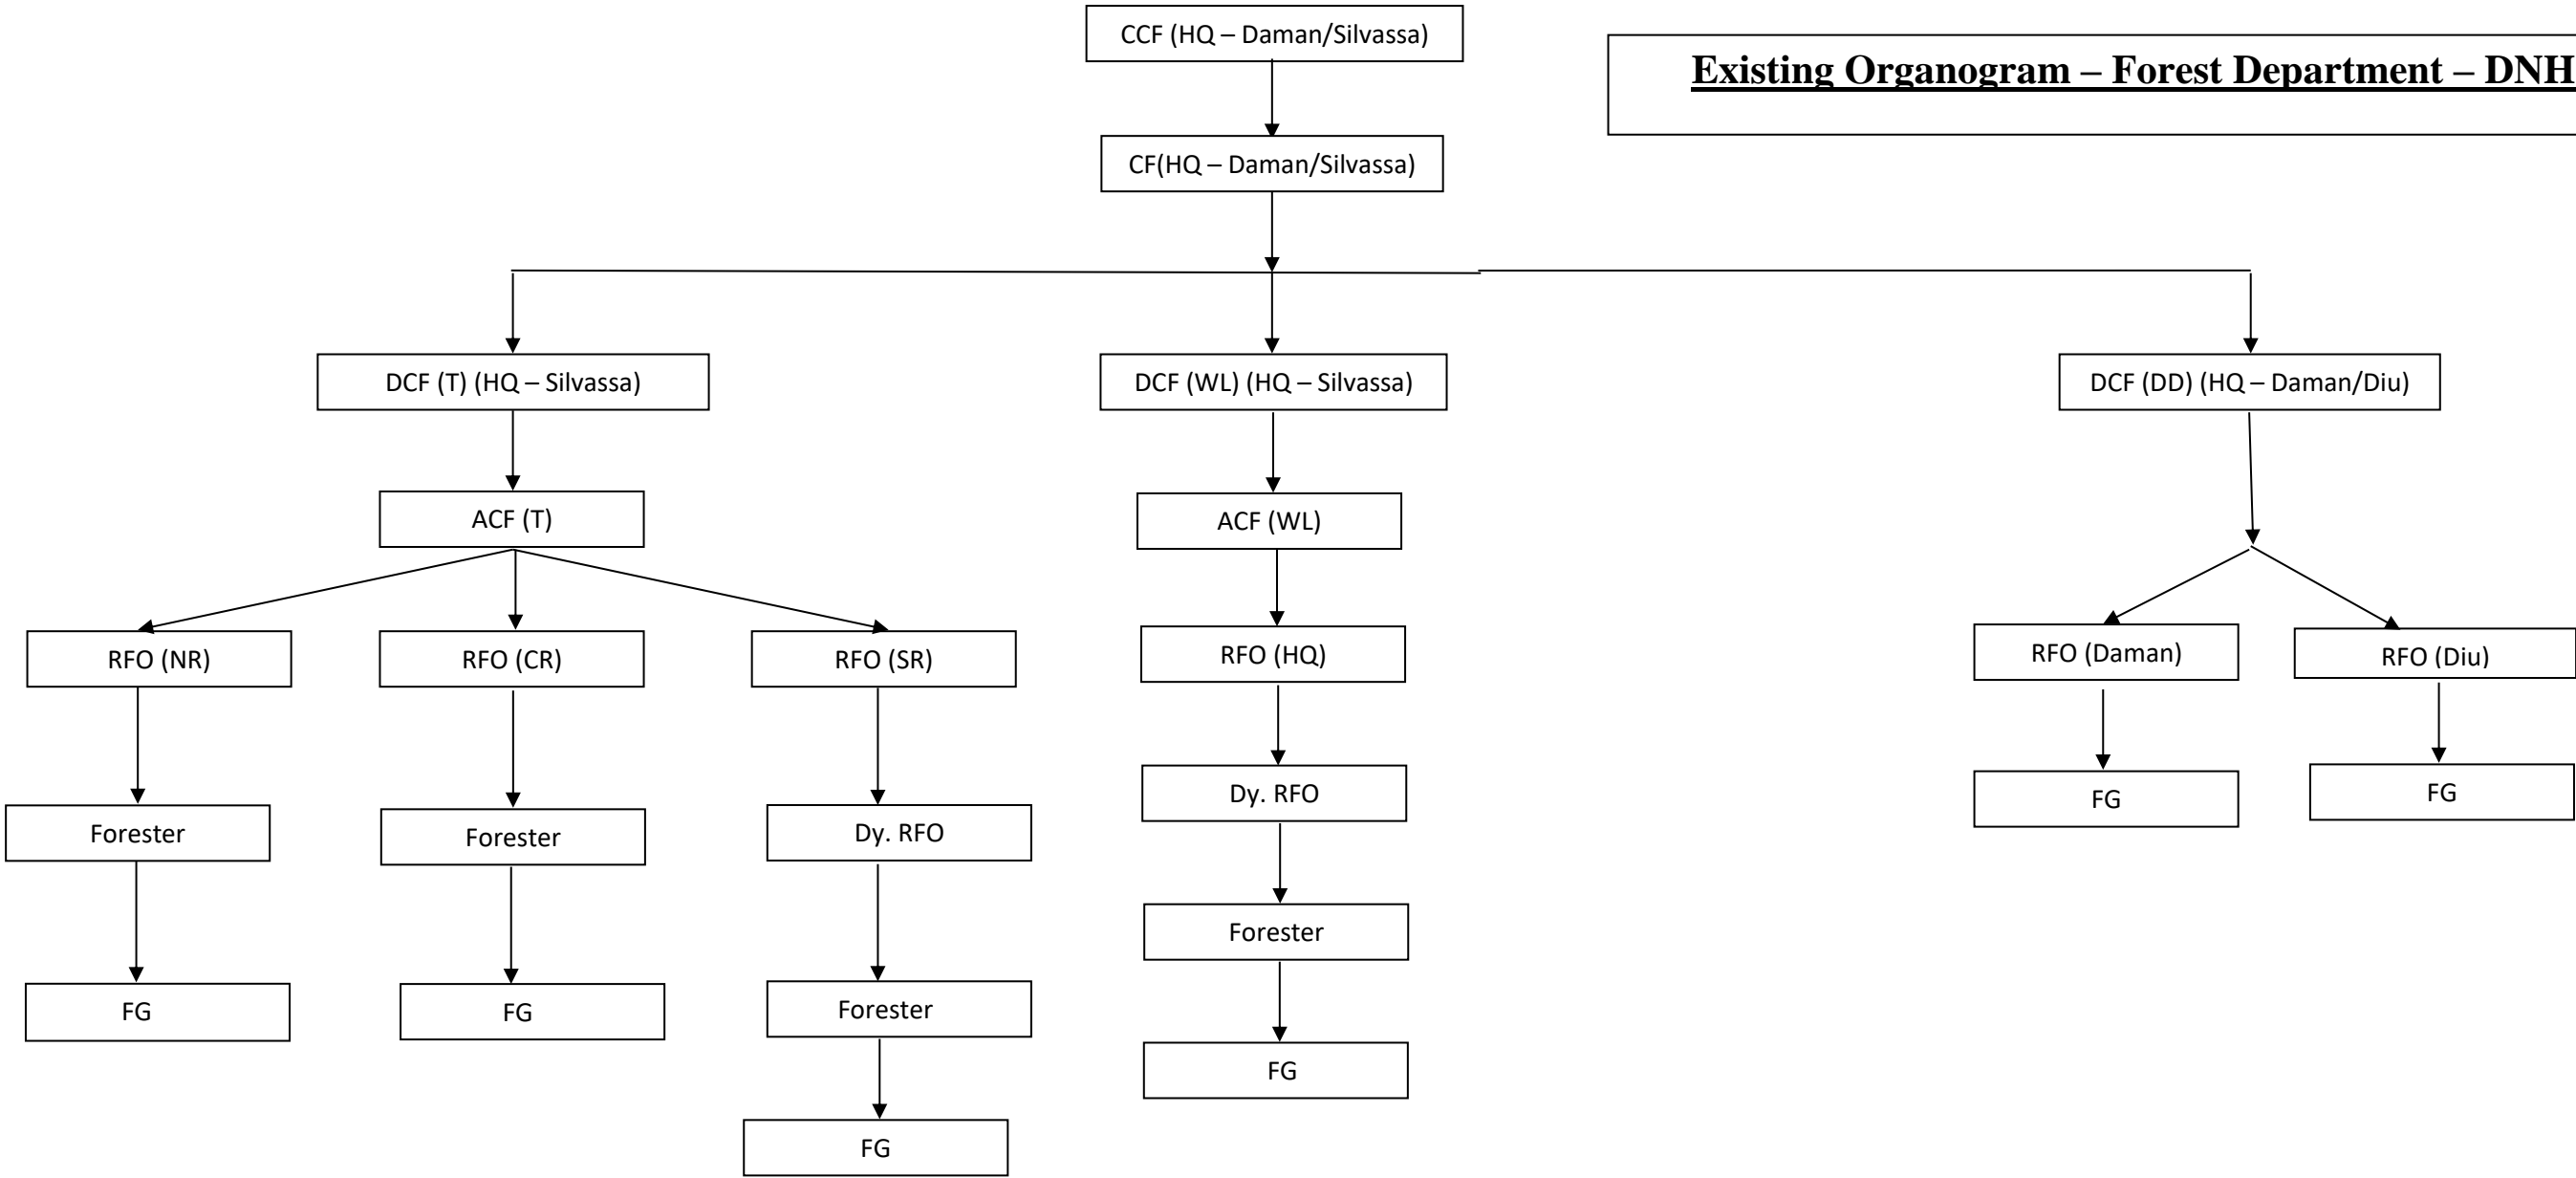 CCF (HQ – Daman/Silvassa)
Existing Organogram – Forest Department – DNH
CF(HQ – Daman/Silvassa)
DCF (T) (HQ – Silvassa)
DCF (WL) (HQ – Silvassa)
DCF (DD) (HQ – Daman/Diu)
ACF (T)
ACF (WL)
RFO (NR)
RFO (CR)
RFO (SR)
RFO (HQ)
RFO (Daman)
RFO (Diu)
Forester
Forester
Dy. RFO
Dy. RFO
FG
FG
Forester
FG
FG
Forester
FG
FG